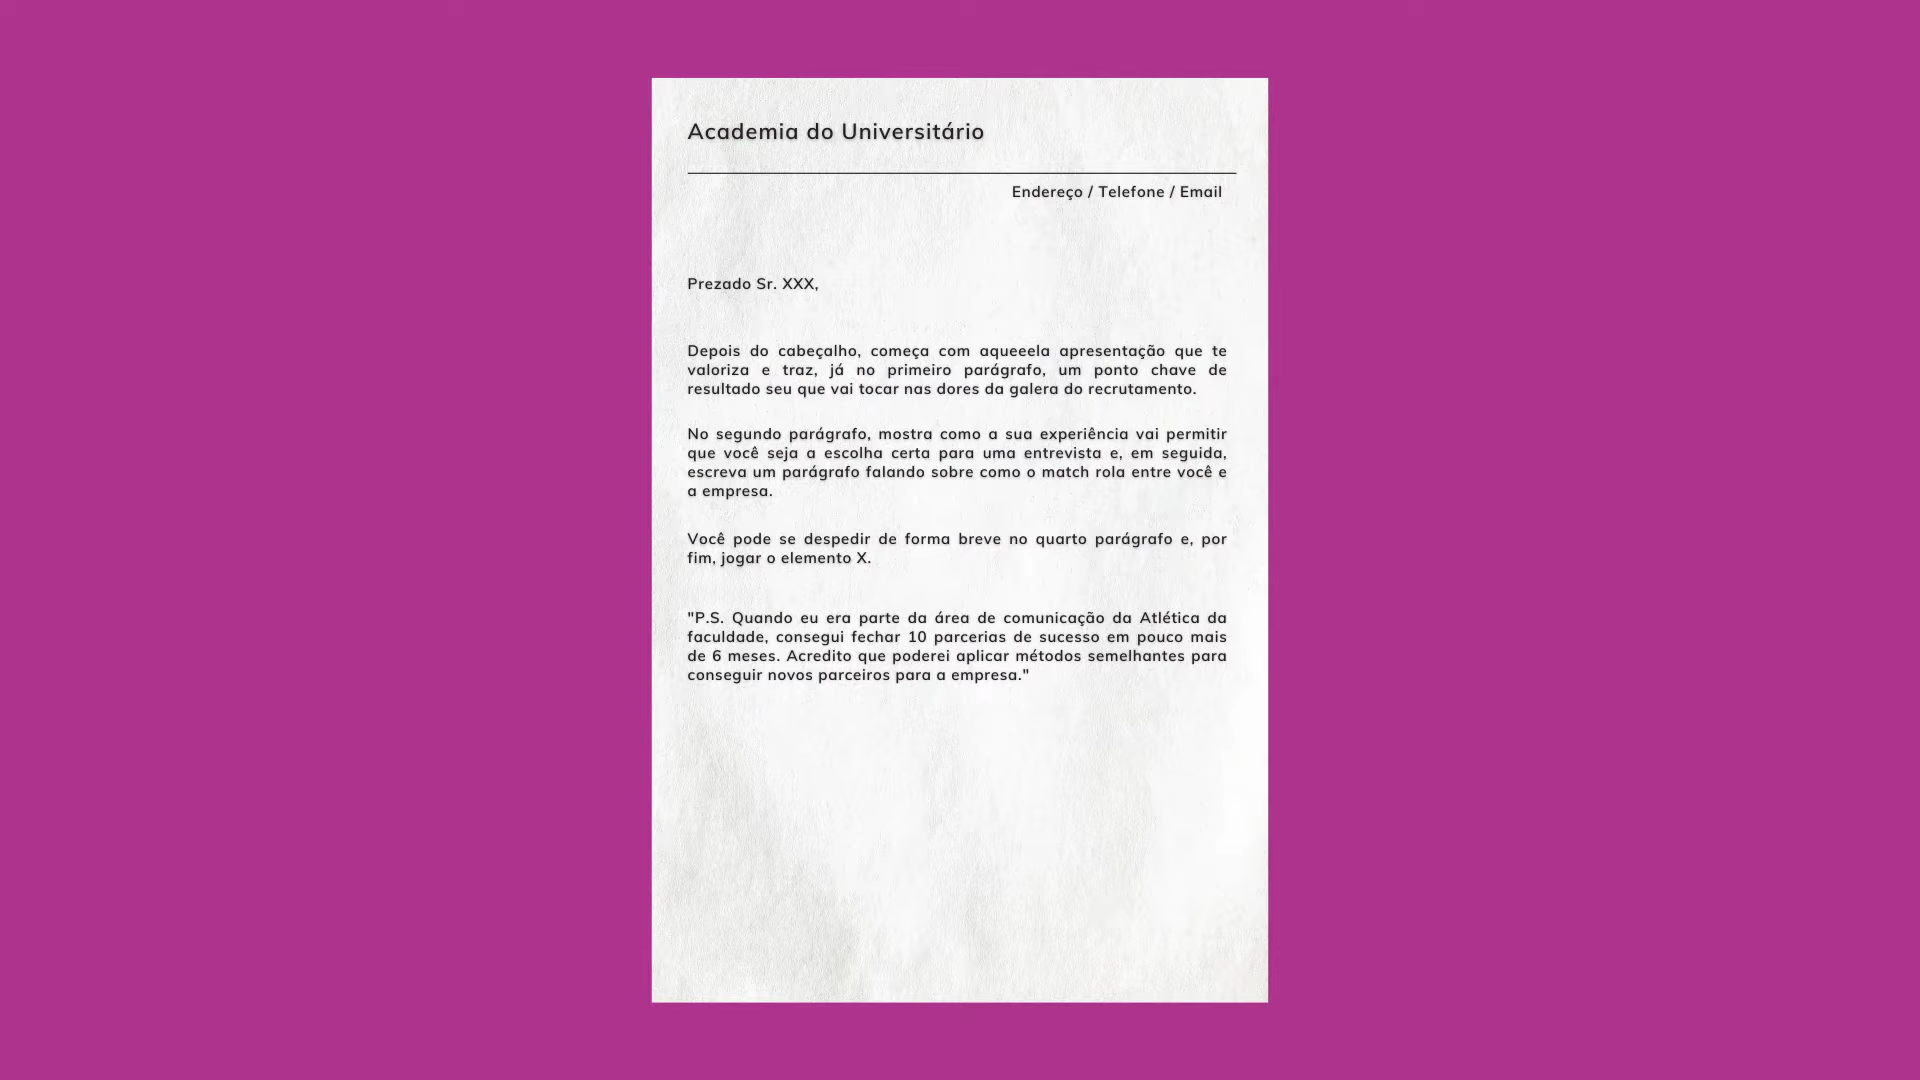 Academia do Universitário
Endereço / Telefone / Email
Prezado Sr. XXX,
Depois do cabeçalho, começa com aqueeela apresentação que te
valoriza e traz, já no primeiro parágrafo, um ponto chave de
resultado seu que vai tocar nas dores da galera do recrutamento.
No segundo parágrafo, mostra como a sua experiência vai permitir
que você seja a escolha certa para uma entrevista e, em seguida,
escreva um parágrafo falando sobre como o match rola entre você e
a empresa.
Você pode se despedir de forma breve no quarto parágrafo e, por
fim, jogar o elemento X.
"P.S. Quando eu era parte da área de comunicação da Atlética da
faculdade, consegui fechar 10 parcerias de sucesso em pouco mais
de 6 meses. Acredito que poderei aplicar métodos semelhantes para
conseguir novos parceiros para a empresa."